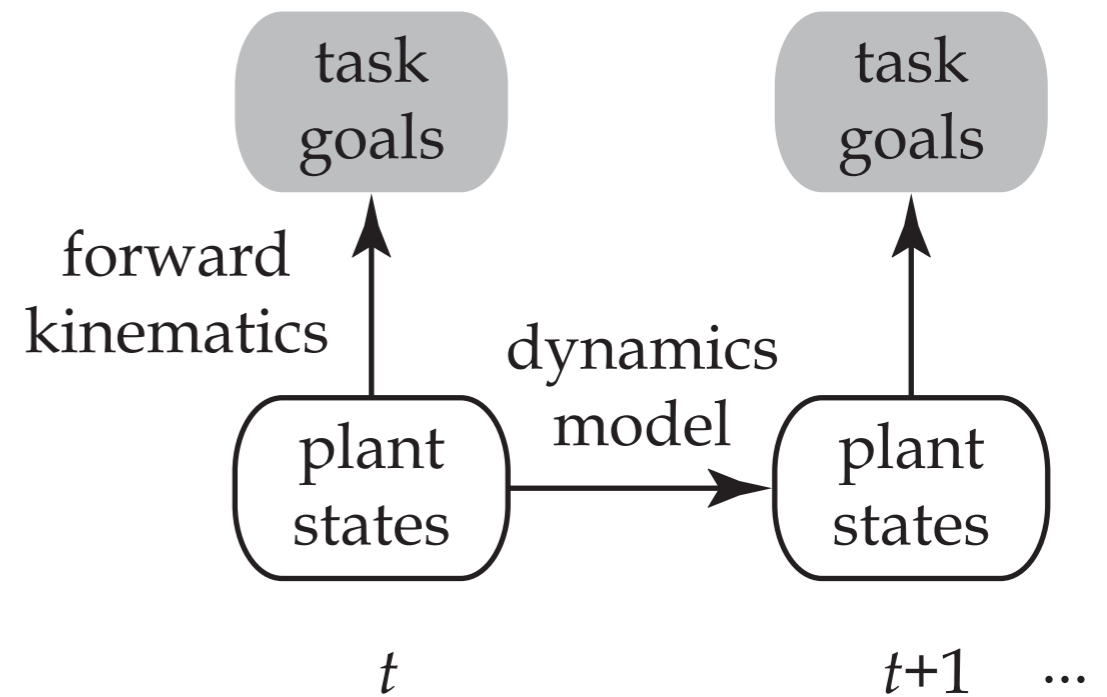 task
goals
task
goals
forward
kinematics
dynamics
model
plant
states
plant
states
t
t+1
...